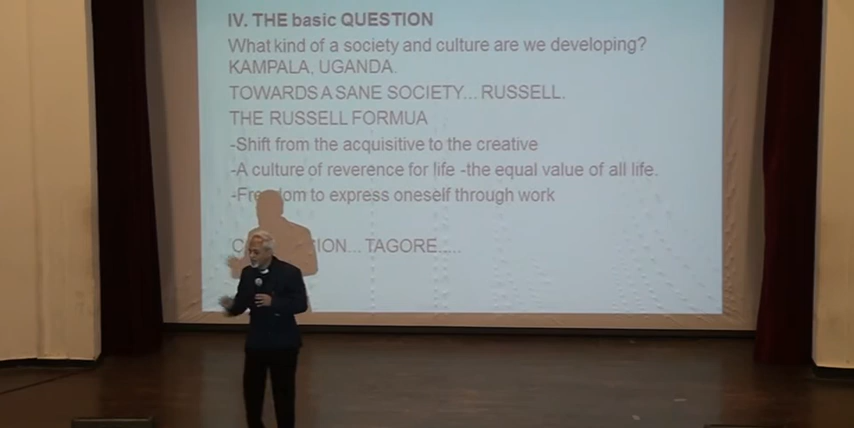 IV. THE basic QUESTION
What kind of a society and culture are we developing?
KAMPALA, UGANDA.
TOWARDS A SANE SOCIETY... RUSSELL.
THE RUSSELL FORMUA
-Shift from the acquisitive to the creative
-A culture of reverence for life -the equal value of all life.
-Freedom to express oneself through work
... TAGORE.....